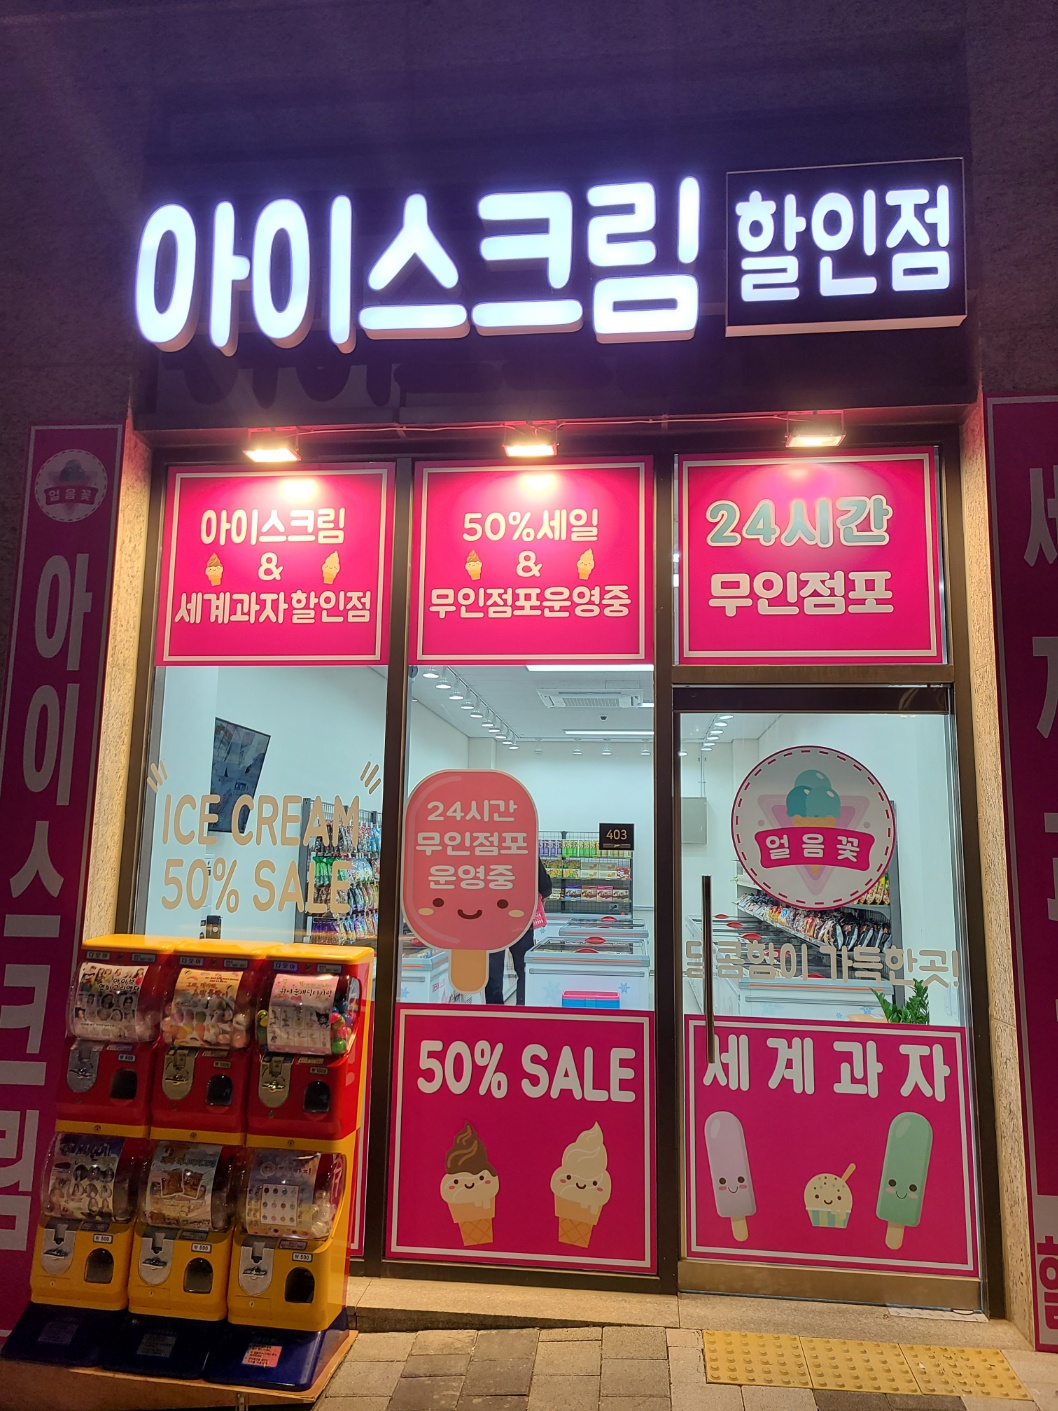 아이스크림 할인점
얼음꽃
아이스크림
아이스크림
&
세계과자할인점
50%세일
&
무인점포운영중
24시간
무인점포
ICE CREAM
50% SALE
24시간
무인점포
운영중
403
얼음꽃
달콤함이 가득한곳!
50% SALE
세계과자